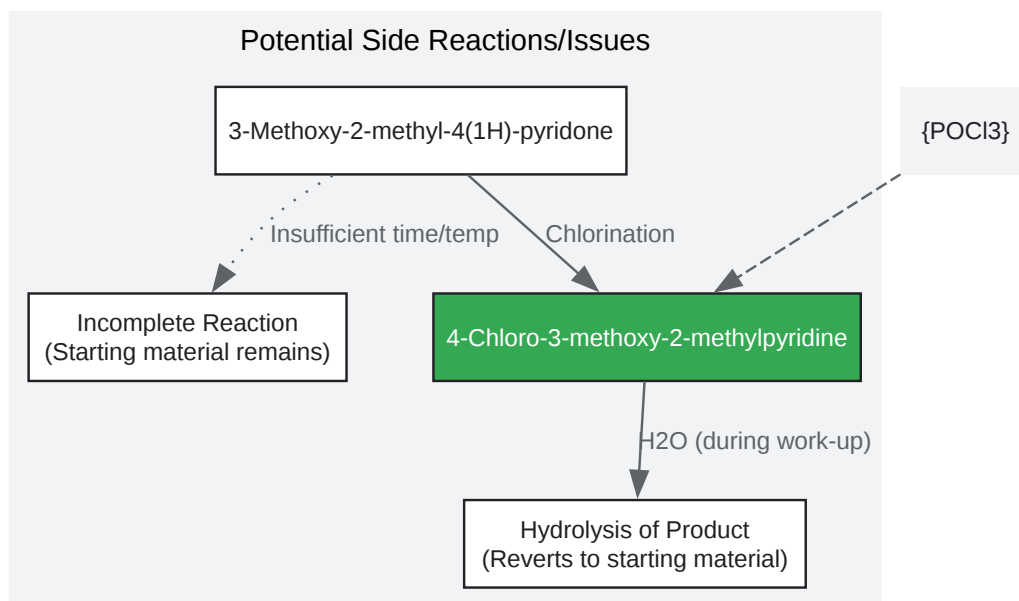 Potential Side Reactions/Issues
3-Methoxy-2-methyl-4(1H)-pyridone
{POCl3}
Insufficient time/temp
Chlorination
Incomplete Reaction
(Starting material remains)
4-Chloro-3-methoxy-2-methylpyridine
H2O (during work-up)
Hydrolysis of Product
(Reverts to starting material)